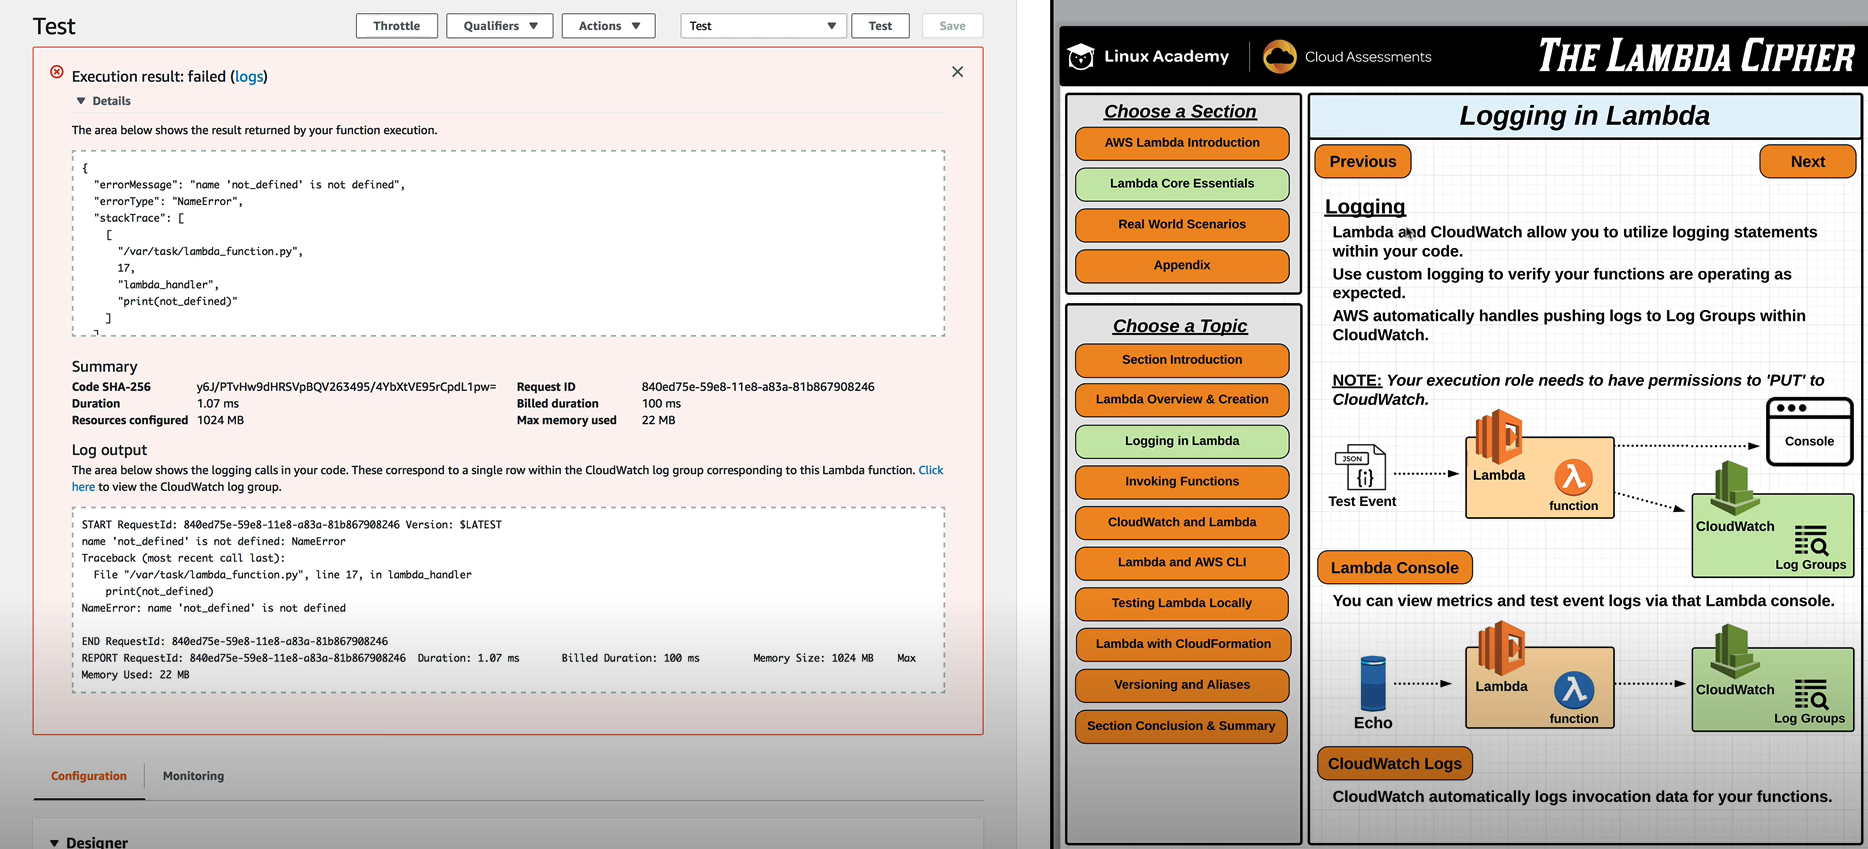 Test
Throttle
Qualifiers
Actions
Test
Test
Save
Execution result: failed (logs)
Details
The area below shows the result returned by your function execution.
{
"errorMessage": "name 'not_defined' is not defined",
"errorType": "NameError",
"stackTrace": [
[
"/var/task/lambda_function.py",
17,
"lambda_handler",
"print(not_defined)"
]
]
Summary
Code SHA-256 y6J/PTvHw9dHRSVpBQV263495/4YbXtVE95rCpdL1pw= Request ID 840ed75e-59e8-11e8-a83a-81b867908246
Duration 1.07 ms Billed duration 100 ms
Resources configured 1024 MB Max memory used 22 MB
Log output
The area below shows the logging calls in your code. These correspond to a single row within the CloudWatch log group corresponding to this Lambda function. Click
here to view the CloudWatch log group.
START RequestId: 840ed75e-59e8-11e8-a83a-81b867908246 Version: $LATEST
name 'not_defined' is not defined: NameError
Traceback (most recent call last):
File "/var/task/lambda_function.py", line 17, in lambda_handler
print(not_defined)
NameError: name 'not_defined' is not defined
END RequestId: 840ed75e-59e8-11e8-a83a-81b867908246
REPORT RequestId: 840ed75e-59e8-11e8-a83a-81b867908246 Duration: 1.07 ms Billed Duration: 100 ms Memory Size: 1024 MB Max
Memory Used: 22 MB
Configuration
Monitoring
Designer
Linux Academy
Cloud Assessments
THE LAMBDA CIPHER
Choose a Section
AWS Lambda Introduction
Lambda Core Essentials
Real World Scenarios
Appendix
Choose a Topic
Section Introduction
Lambda Overview & Creation
Logging in Lambda
Invoking Functions
CloudWatch and Lambda
Lambda and AWS CLI
Testing Lambda Locally
Lambda with CloudFormation
Versioning and Aliases
Section Conclusion & Summary
Logging in Lambda
Previous
Next
Logging
Lambda and CloudWatch allow you to utilize logging statements
within your code.
Use custom logging to verify your functions are operating as
expected.
AWS automatically handles pushing logs to Log Groups within
CloudWatch.
NOTE: Your execution role needs to have permissions to 'PUT' to
CloudWatch.
JSON
{i}
Test Event
Lambda
λ
function
Console
CloudWatch
Log Groups
Lambda Console
You can view metrics and test event logs via that Lambda console.
Echo
Lambda
λ
function
CloudWatch
Log Groups
CloudWatch Logs
CloudWatch automatically logs invocation data for your functions.